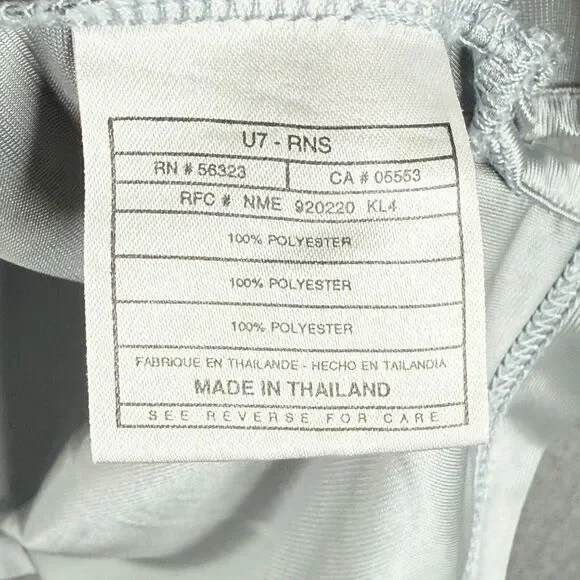 U7 - RNS
RN # 56323 CA # 05553
RFC # NME 920220 KL4
100% POLYESTER
100% POLYESTER
100% POLYESTER
FABRIQUE EN THAILANDE - HECHO EN TAILANDIA
MADE IN THAILAND
SEE REVERSE FOR CARE